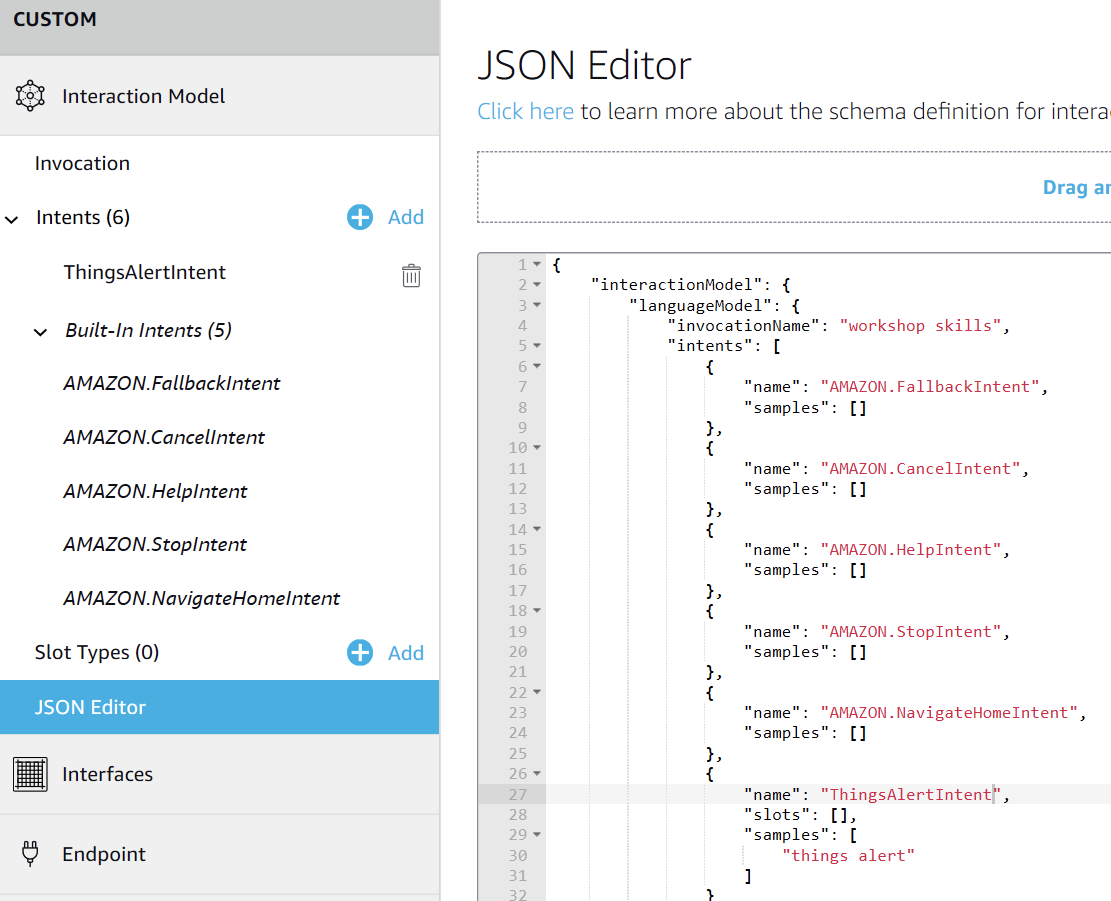 CUSTOM
Interaction Model
Invocation
Intents (6)
Add
ThingsAlertIntent
Built-In Intents (5)
AMAZON.FallbackIntent
AMAZON.CancelIntent
AMAZON.HelpIntent
AMAZON.StopIntent
AMAZON.NavigateHomeIntent
Slot Types (0)
Add
JSON Editor
Interfaces
Endpoint
JSON Editor
Click here to learn more about the schema definition for interac
Drag an
1 {
2 "interactionModel": {
3 "languageModel": {
4 "invocationName": "workshop skills",
5 "intents": [
6 {
7 "name": "AMAZON.FallbackIntent",
8 "samples": []
9 },
10 {
11 "name": "AMAZON.CancelIntent",
12 "samples": []
13 },
14 {
15 "name": "AMAZON.HelpIntent",
16 "samples": []
17 },
18 {
19 "name": "AMAZON.StopIntent",
20 "samples": []
21 },
22 {
23 "name": "AMAZON.NavigateHomeIntent",
24 "samples": []
25 },
26 {
27 "name": "ThingsAlertIntent",
28 "slots": [],
29 "samples": [
30 "things alert"
31 ]
32 }